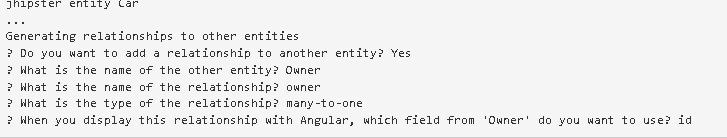 jhipster entity Car
...
Generating relationships to other entities
? Do you want to add a relationship to another entity? Yes
? What is the name of the other entity? Owner
? What is the name of the relationship? owner
? What is the type of the relationship? many-to-one
? When you display this relationship with Angular, which field from 'Owner' do you want to use? id